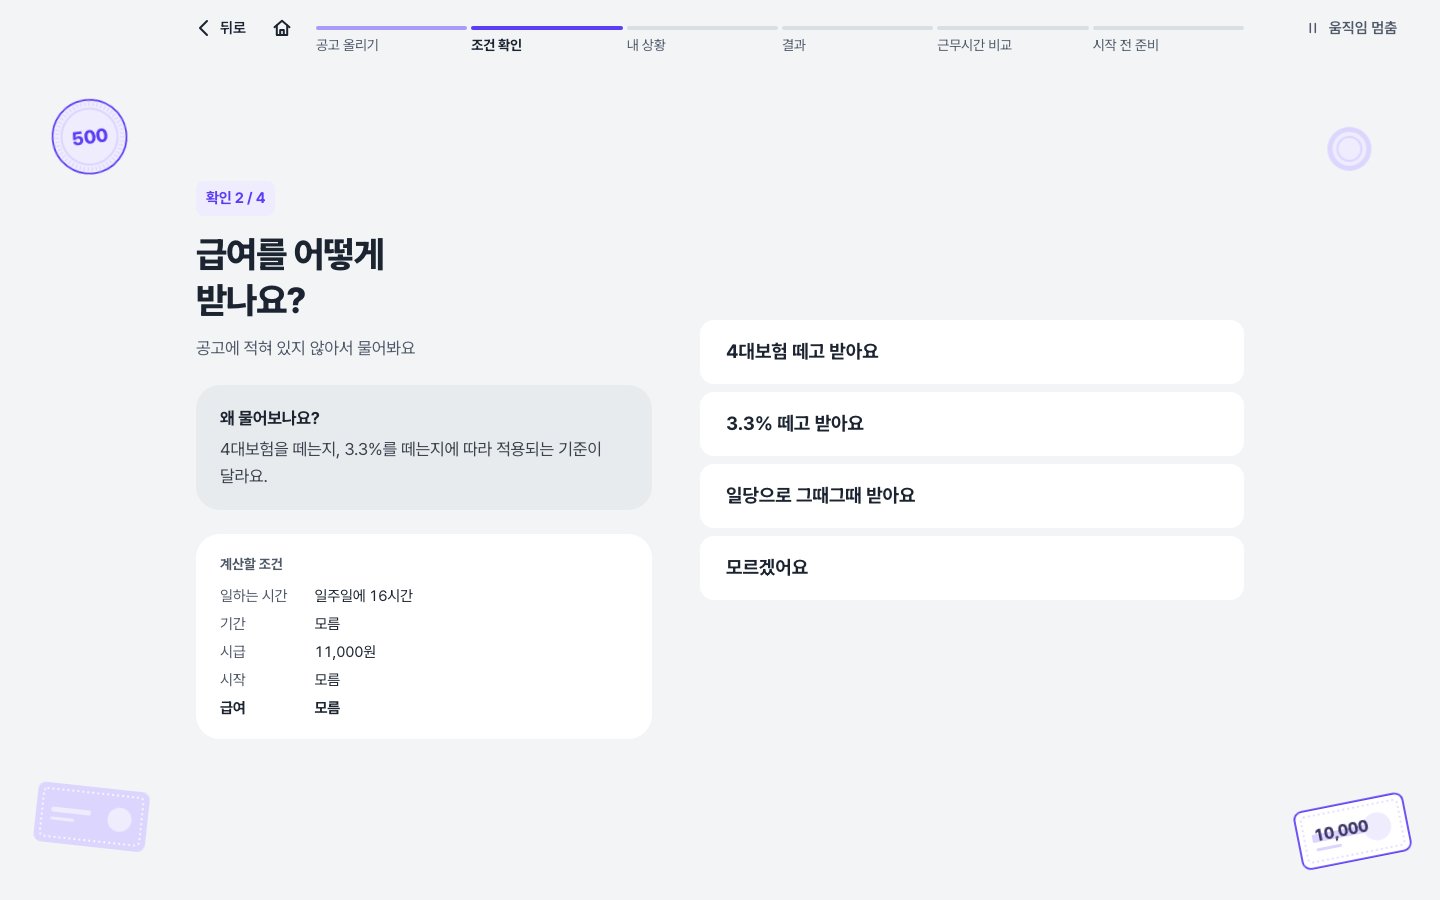 뒤로
공고 올리기
조건 확인
내 상황
결과
근무시간 비교
시작 전 준비
움직임 멈춤
500
확인 2 / 4
급여를 어떻게
받나요?
공고에 적혀 있지 않아서 물어봐요
왜 물어보나요?
4대보험을 떼는지, 3.3%를 떼는지에 따라 적용되는 기준이
달라요.
계산할 조건
일하는 시간 일주일에 16시간
기간 모름
시급 11,000원
시작 모름
급여 모름
4대보험 떼고 받아요
3.3% 떼고 받아요
일당으로 그때그때 받아요
모르겠어요
10,000